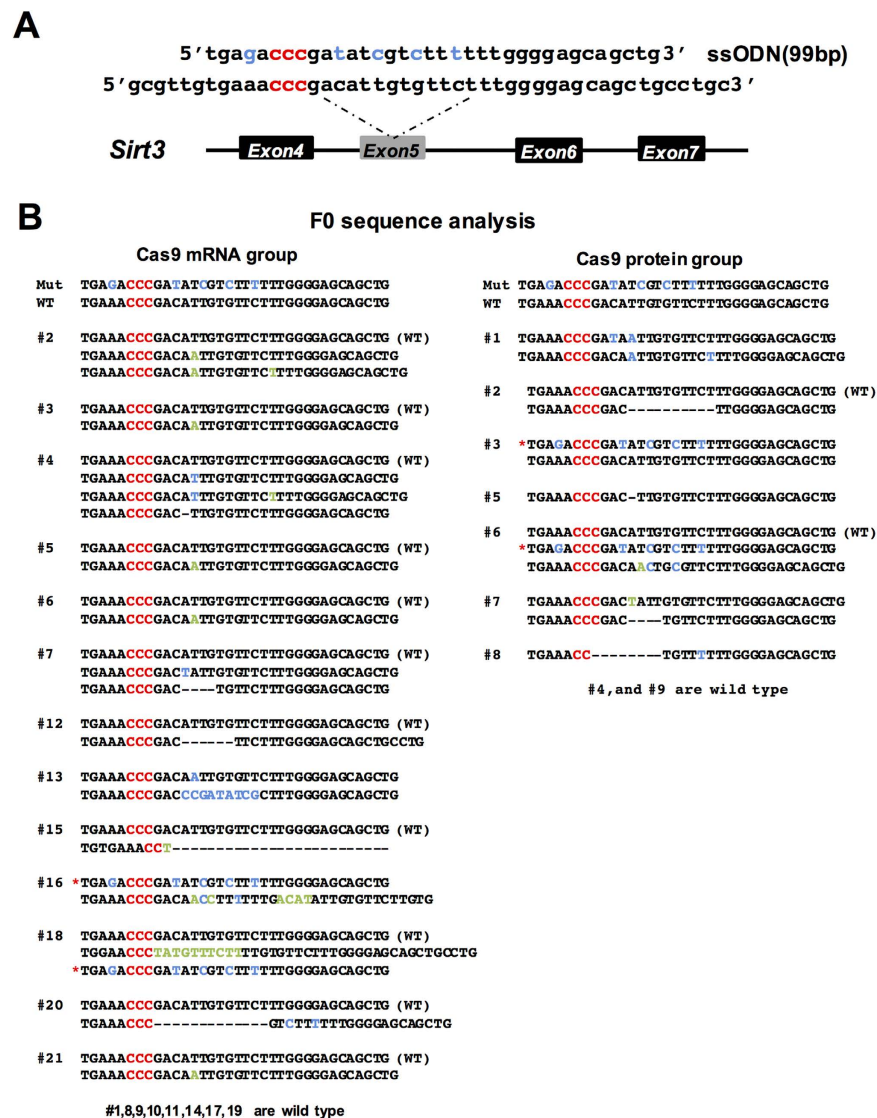 A
5’tgagacccgatatcgtcttttttggggagcagctg3’ ssODN(99bp)
5’gcgttgtgaaacccgacattgtgttctttggggagcagctgcctgc3’
Sirt3 Exon4 Exon5 Exon6 Exon7
B
F0 sequence analysis
Cas9 mRNA group
Mut TGAGACCCGATATCGTCTTTTTTGGGGAGCAGCTG
WT TGAAACCCGACATTGTGTTCTTTGGGGAGCAGCTG
#2 TGAAACCCGACATTGTGTTCTTTGGGGAGCAGCTG (WT)
TGAAACCCGACAATTGTGTTCTTTGGGGAGCAGCTG
TGAAACCCGACAATTGTGTTCTTTTGGGGAGCAGCTG
#3 TGAAACCCGACATTGTGTTCTTTGGGGAGCAGCTG (WT)
TGAAACCCGACAATTGTGTTCTTTGGGGAGCAGCTG
#4 TGAAACCCGACATTGTGTTCTTTGGGGAGCAGCTG (WT)
TGAAACCCGACATTTGTGTTCTTTGGGGAGCAGCTG
TGAAACCCGACATTTGTGTTCTTTTGGGGAGCAGCTG
TGAAACCCGAC-TTGTGTTCTTTGGGGAGCAGCTG
#5 TGAAACCCGACATTGTGTTCTTTGGGGAGCAGCTG (WT)
TGAAACCCGACAATTGTGTTCTTTGGGGAGCAGCTG
#6 TGAAACCCGACATTGTGTTCTTTGGGGAGCAGCTG (WT)
TGAAACCCGACAATTGTGTTCTTTGGGGAGCAGCTG
#7 TGAAACCCGACATTGTGTTCTTTGGGGAGCAGCTG (WT)
TGAAACCCGACTATTGTGTTCTTTGGGGAGCAGCTG
TGAAACCCGAC----TGTTCTTTGGGGAGCAGCTG
#12 TGAAACCCGACATTGTGTTCTTTGGGGAGCAGCTG (WT)
TGAAACCCGAC------TTCTTTGGGGAGCAGCTGCCTG
#13 TGAAACCCGACAATTGTGTTCTTTGGGGAGCAGCTG
TGAAACCCGACCCGATATCGCTTTGGGGAGCAGCTG
#15 TGAAACCCGACATTGTGTTCTTTGGGGAGCAGCTG (WT)
TGTGAAACCT-------------------------
#16 *TGAGACCCGATATCGTCTTTTTTGGGGAGCAGCTG
TGAAACCCGACAACCTTTTTTGACATATTGTGTTCTTGTG
#18 TGAAACCCGACATTGTGTTCTTTGGGGAGCAGCTG (WT)
TGGAACCCTATGTTTCTTTTGTGTTCTTTGGGGAGCAGCTGCCTG
*TGAGACCCGATATCGTCTTTTTTGGGGAGCAGCTG
#20 TGAAACCCGACATTGTGTTCTTTGGGGAGCAGCTG (WT)
TGAAACCC-------------GTCTTTTTTGGGGAGCAGCTG
#21 TGAAACCCGACATTGTGTTCTTTGGGGAGCAGCTG (WT)
TGAAACCCGACAATTGTGTTCTTTGGGGAGCAGCTG
#1,8,9,10,11,14,17,19 are wild type
Cas9 protein group
Mut TGAGACCCGATATCGTCTTTTTTGGGGAGCAGCTG
WT TGAAACCCGACATTGTGTTCTTTGGGGAGCAGCTG
#1 TGAAACCCGATAATTGTGTTCTTTGGGGAGCAGCTG
TGAAACCCGACAATTGTGTTCTTTTGGGGAGCAGCTG
#2 TGAAACCCGACATTGTGTTCTTTGGGGAGCAGCTG (WT)
TGAAACCCGAC----------TTGGGGAGCAGCTG
#3 *TGAGACCCGATATCGTCTTTTTTGGGGAGCAGCTG
TGAAACCCGACATTGTGTTCTTTGGGGAGCAGCTG
#5 TGAAACCCGAC-TTGTGTTCTTTGGGGAGCAGCTG
#6 TGAAACCCGACATTGTGTTCTTTGGGGAGCAGCTG (WT)
*TGAGACCCGATATCGTCTTTTTTGGGGAGCAGCTG
TGAAACCCGACAACTGCGTTCTTTGGGGAGCAGCTG
#7 TGAAACCCGACTATTGTGTTCTTTGGGGAGCAGCTG
TGAAACCCGAC----TGTTCTTTGGGGAGCAGCTG
#8 TGAAACC--------TGTTTTTTGGGGAGCAGCTG
#4,and #9 are wild type